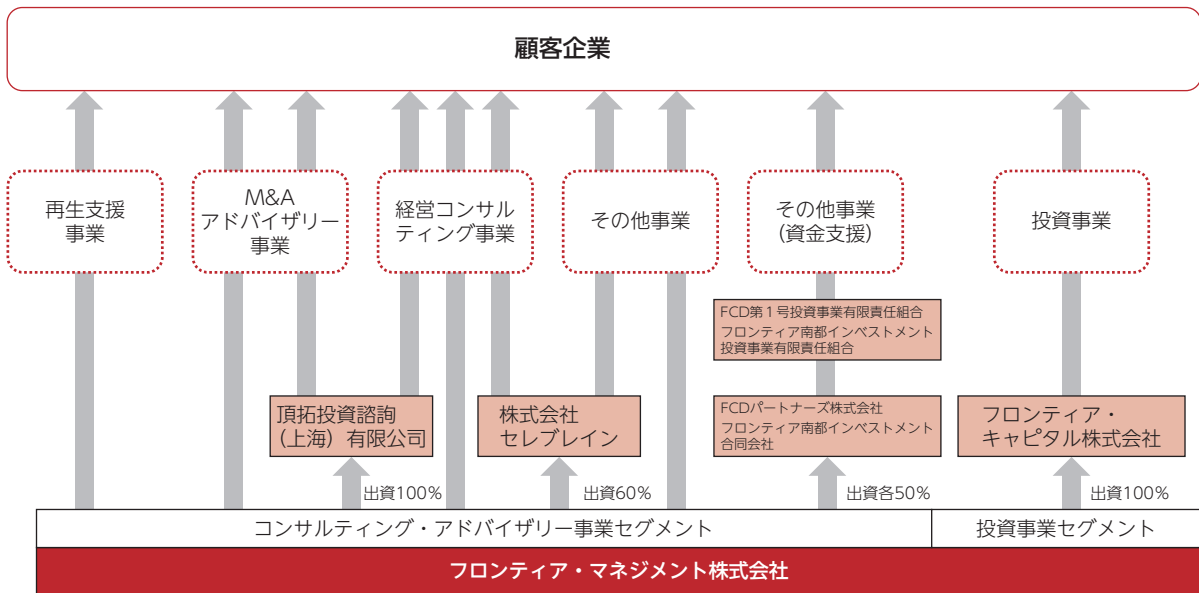 顧客企業
再生支援
事業
M&A
アドバイザリー
事業
経営コンサル
ティング事業
その他事業
その他事業
(資金支援)
投資事業
FCD第1号投資事業有限責任組合
フロンティア南都インベストメント
投資事業有限責任組合
頂拓投資諮詢
(上海)有限公司
株式会社
セレブレイン
FCDパートナーズ株式会社
フロンティア南都インベストメント
合同会社
フロンティア・
キャピタル株式会社
出資100%
出資60%
出資各50%
出資100%
コンサルティング・アドバイザリー事業セグメント
投資事業セグメント
フロンティア・マネジメント株式会社